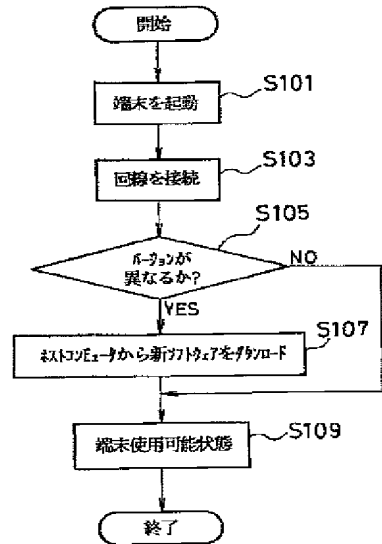 開始
端末を起動
S101
回線を接続
S103
バージョンが
異なるか?
S105
NO
YES
ホストコンピュータから新ソフトウェアをダウンロード
S107
端末使用可能状態
S109
終了